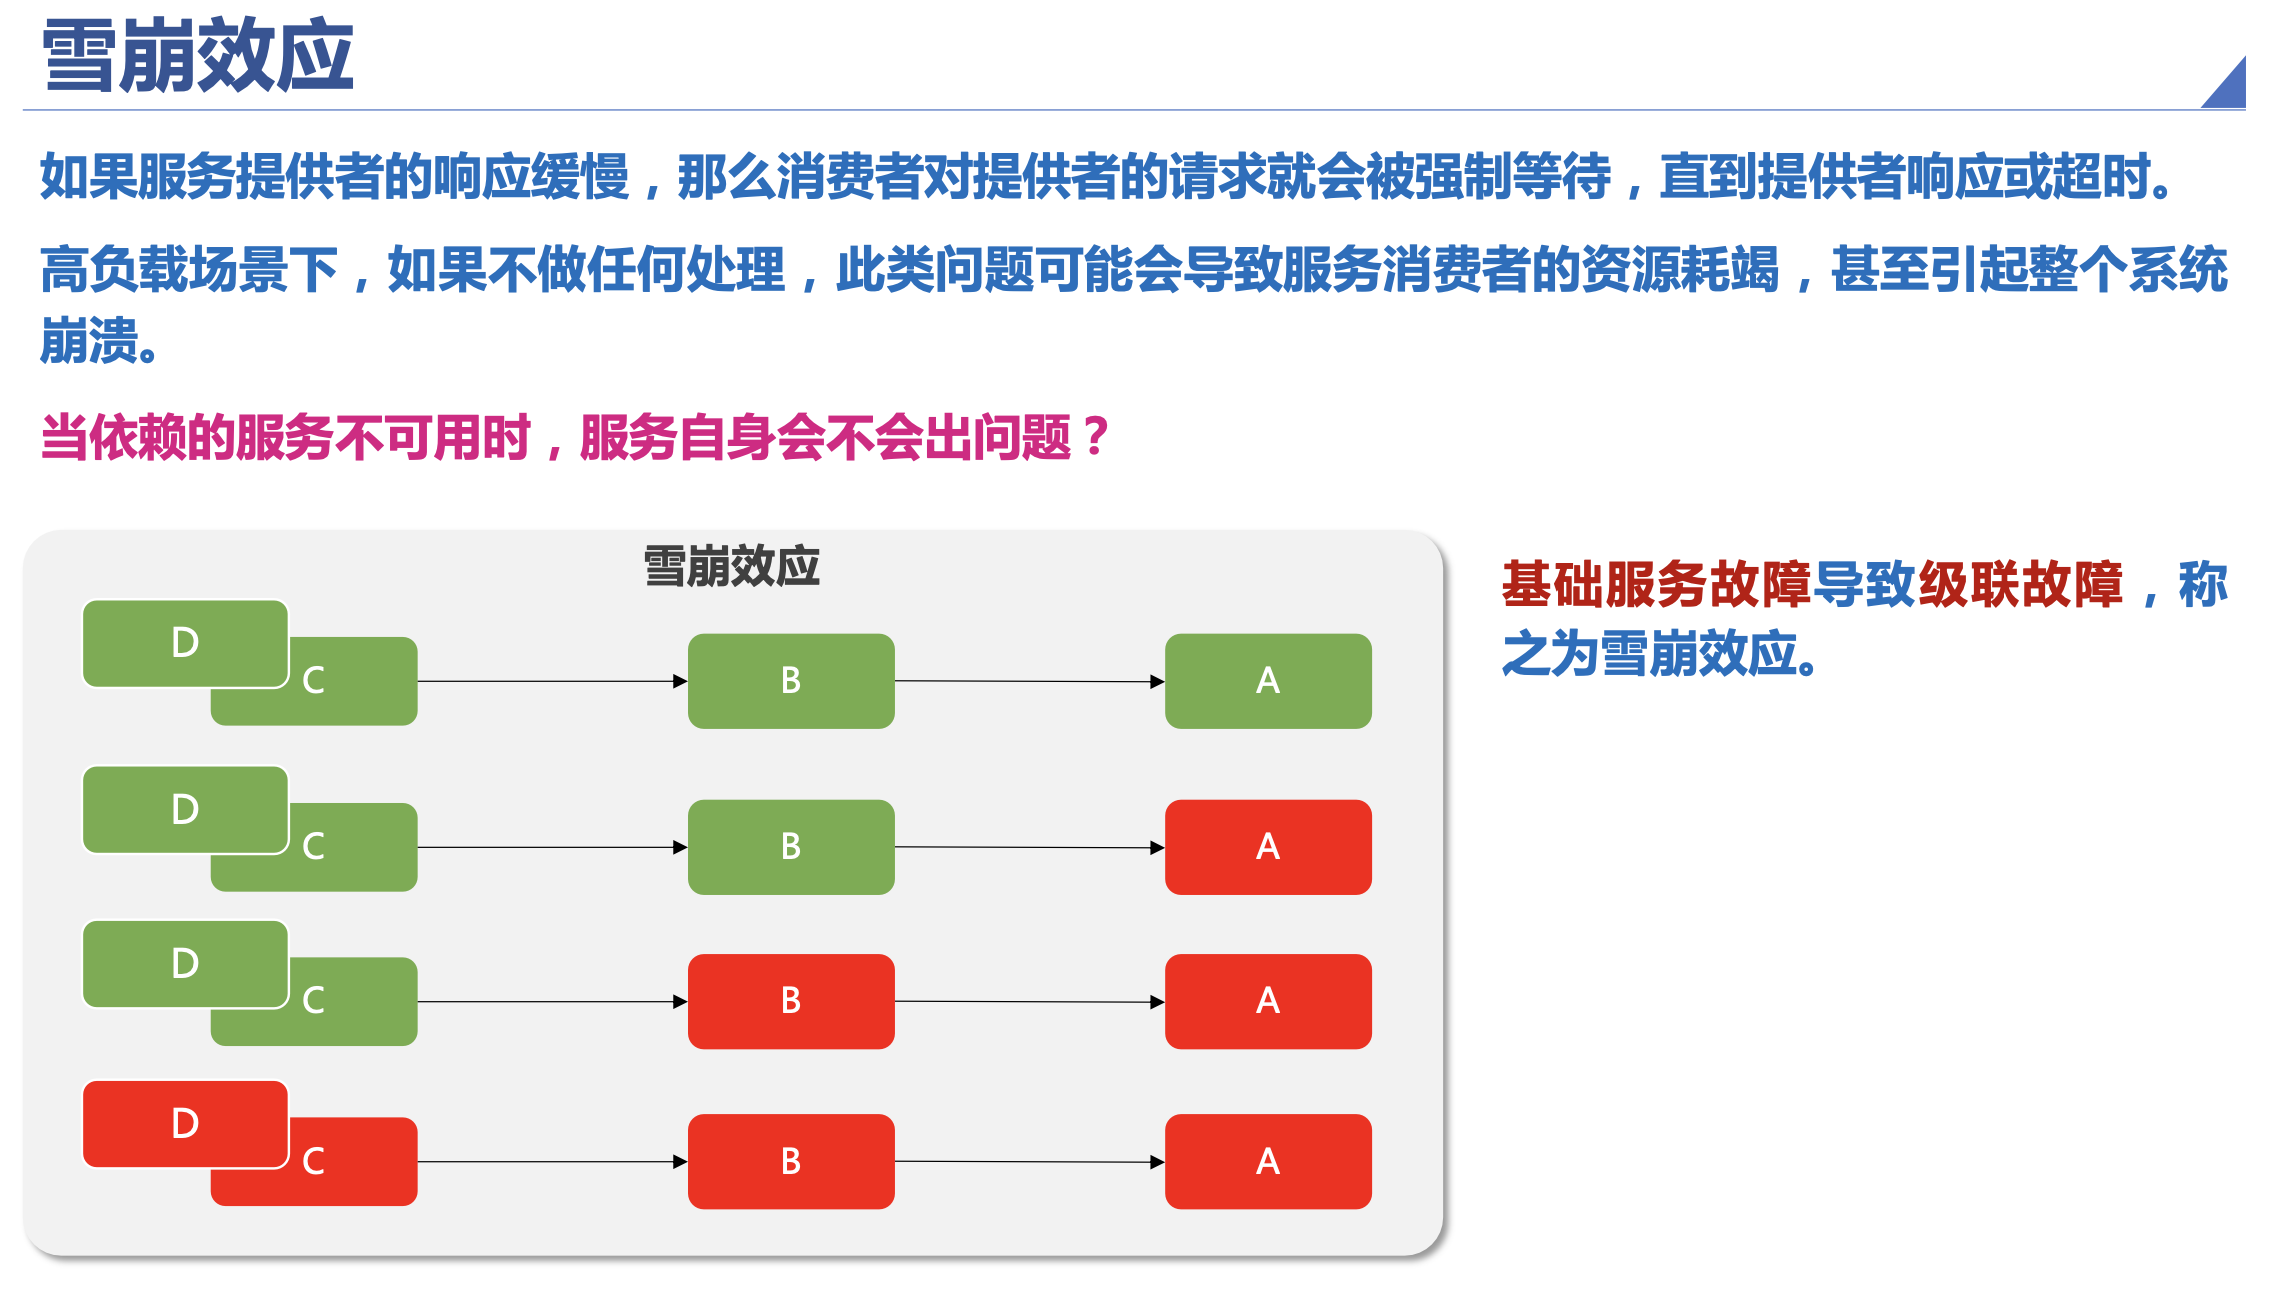 雪崩效应
如果服务提供者的响应缓慢，那么消费者对提供者的请求就会被强制等待，直到提供者响应或超时。
高负载场景下，如果不做任何处理，此类问题可能会导致服务消费者的资源耗竭，甚至引起整个系统
崩溃。
当依赖的服务不可用时，服务自身会不会出问题？
雪崩效应
D
C
B
A
D
C
B
A
D
C
B
A
D
C
B
A
基础服务故障导致级联故障，称
之为雪崩效应。